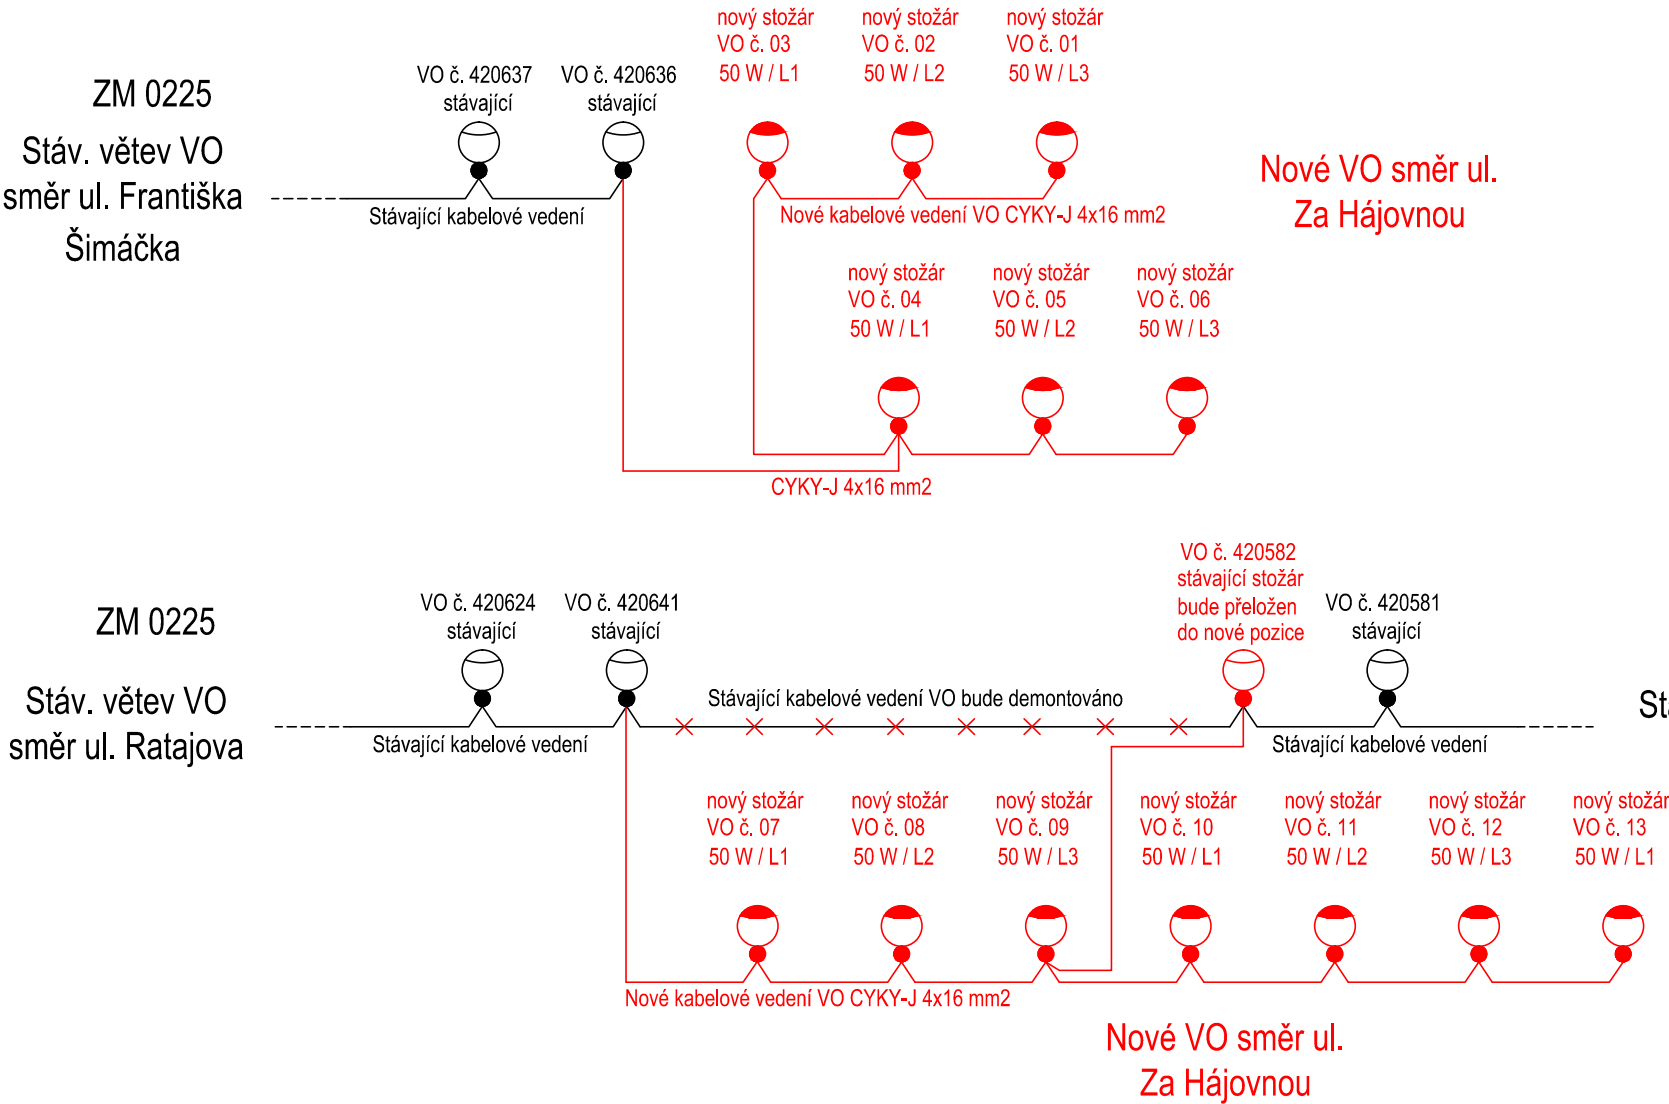 ZM 0225
Stáv. větev VO
směr ul. Františka
Šimáčka
VO č. 420637
stávající
VO č. 420636
stávající
Stávající kabelové vedení
nový stožár
VO č. 03
50 W / L1
nový stožár
VO č. 02
50 W / L2
nový stožár
VO č. 01
50 W / L3
Nové kabelové vedení VO CYKY-J 4x16 mm2
Nové VO směr ul.
Za Hájovnou
nový stožár
VO č. 04
50 W / L1
nový stožár
VO č. 05
50 W / L2
nový stožár
VO č. 06
50 W / L3
CYKY-J 4x16 mm2
ZM 0225
Stáv. větev VO
směr ul. Ratajova
VO č. 420624
stávající
VO č. 420641
stávající
Stávající kabelové vedení
Stávající kabelové vedení VO bude demontováno
VO č. 420582
stávající stožár
bude přeložen
do nové pozice
VO č. 420581
stávající
Stávající kabelové vedení
nový stožár
VO č. 07
50 W / L1
nový stožár
VO č. 08
50 W / L2
nový stožár
VO č. 09
50 W / L3
nový stožár
VO č. 10
50 W / L1
nový stožár
VO č. 11
50 W / L2
nový stožár
VO č. 12
50 W / L3
nový stožár
VO č. 13
50 W / L1
Nové kabelové vedení VO CYKY-J 4x16 mm2
Nové VO směr ul.
Za Hájovnou